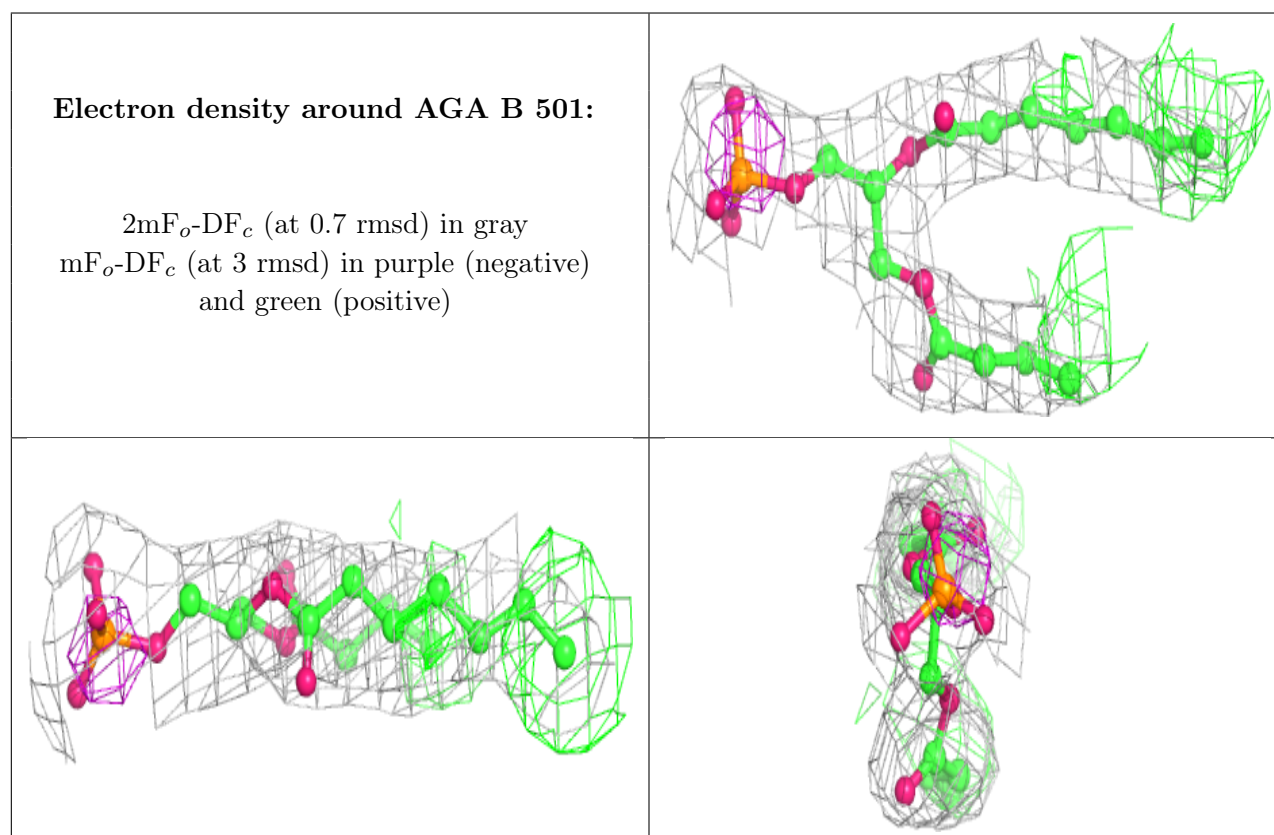 Electron density around AGA B 501:
2mFo-DFc (at 0.7 rmsd) in gray
mFo-DFc (at 3 rmsd) in purple (negative)
and green (positive)